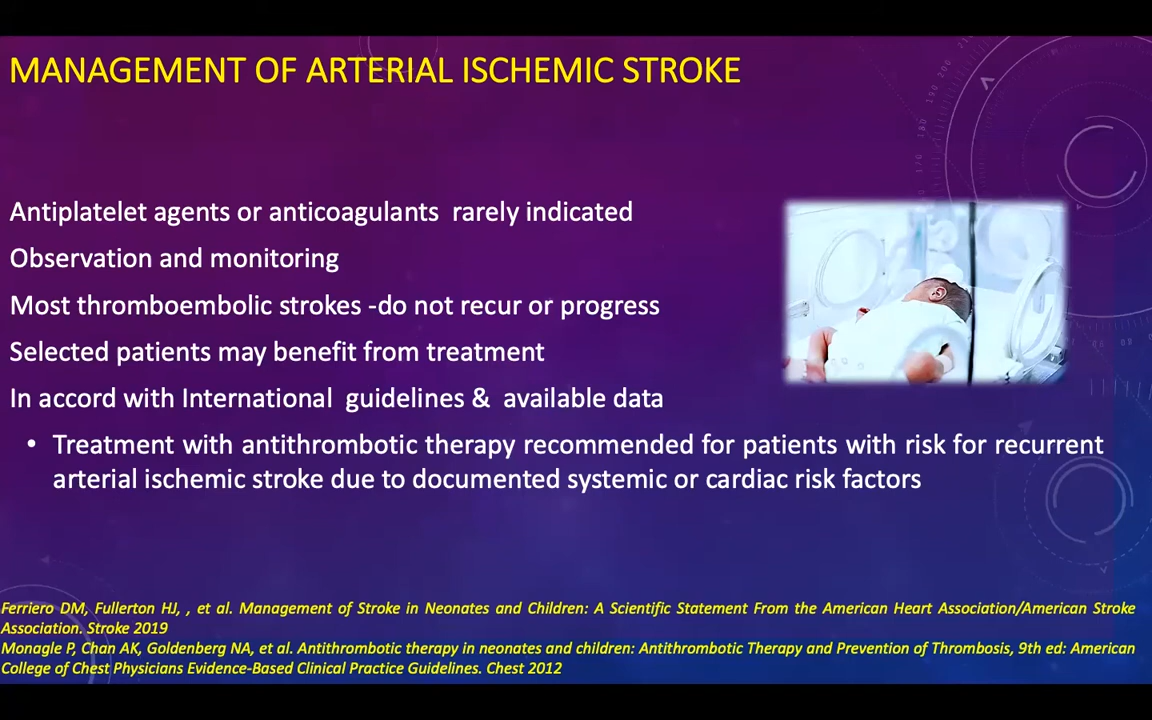 MANAGEMENT OF ARTERIAL ISCHEMIC STROKE
Antiplatelet agents or anticoagulants rarely indicated
Observation and monitoring
Most thromboembolic strokes -do not recur or progress
Selected patients may benefit from treatment
In accord with International guidelines & available data
• Treatment with antithrombotic therapy recommended for patients with risk for recurrent
arterial ischemic stroke due to documented systemic or cardiac risk factors
Ferriero DM, Fullerton HJ, , et al. Management of Stroke in Neonates and Children: A Scientific Statement From the American Heart Association/American Stroke
Association. Stroke 2019
Monagle P, Chan AK, Goldenberg NA, et al. Antithrombotic therapy in neonates and children: Antithrombotic Therapy and Prevention of Thrombosis, 9th ed: American
College of Chest Physicians Evidence-Based Clinical Practice Guidelines. Chest 2012